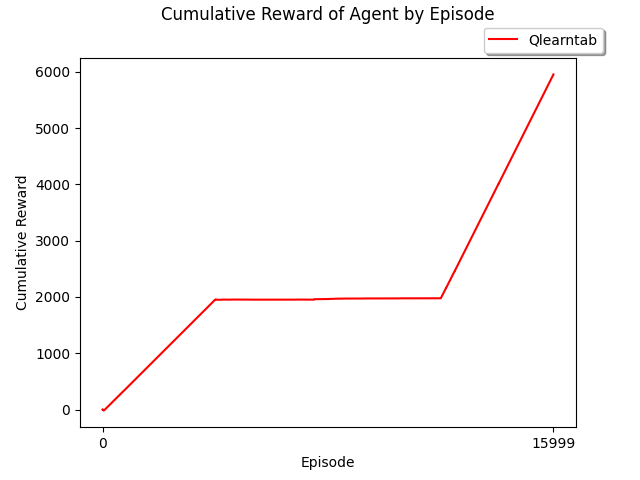 Cumulative Reward of Agent by Episode
Qlearntab
6000
5000
4000
3000
2000
1000
0
Cumulative Reward
0 15999
Episode